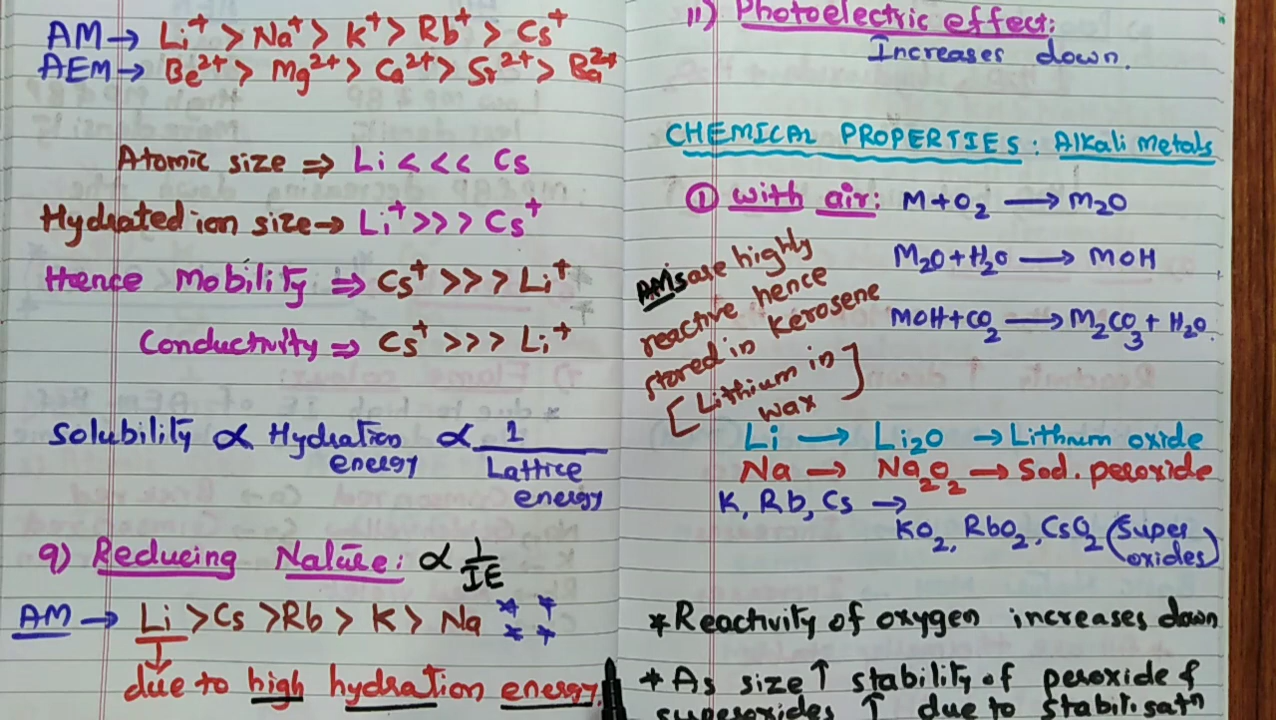 AM → Li⁺ > Na⁺ > K⁺ > Rb⁺ > Cs⁺
AEM → Be²⁺ > Mg²⁺ > Ca²⁺ > Sr²⁺ > Ba²⁺
Atomic size ⇒ Li < < < Cs
Hydrated ion size → Li⁺ > > > Cs⁺
Hence Mobility ⇒ Cs⁺ > > > Li⁺
Conductivity ⇒ Cs⁺ > > > Li⁺
Solubility ∝ Hydration energy ∝ 1 / Lattice energy
9) Reducing Nature: ∝ 1/IE
AM → Li > Cs > Rb > K > Na ****
↓
due to high hydration energy.
11) Photoelectric effect:
Increases down.
CHEMICAL PROPERTIES: Alkali Metals
① with air: M + O₂ → M₂O
M₂O + H₂O → MOH
MOH + CO₂ → M₂CO₃ + H₂O.
AM's are highly
reactive hence
stored in Kerosene
[Lithium in
wax]
Li → Li₂O → Lithium oxide
Na → Na₂O₂ → Sod. peroxide
K, Rb, Cs →
KO₂, RbO₂, CsO₂ (Super
oxides)
* Reactivity of oxygen increases down
* As size ↑ stability of peroxide &
superoxides ↑ due to stabilisatⁿ